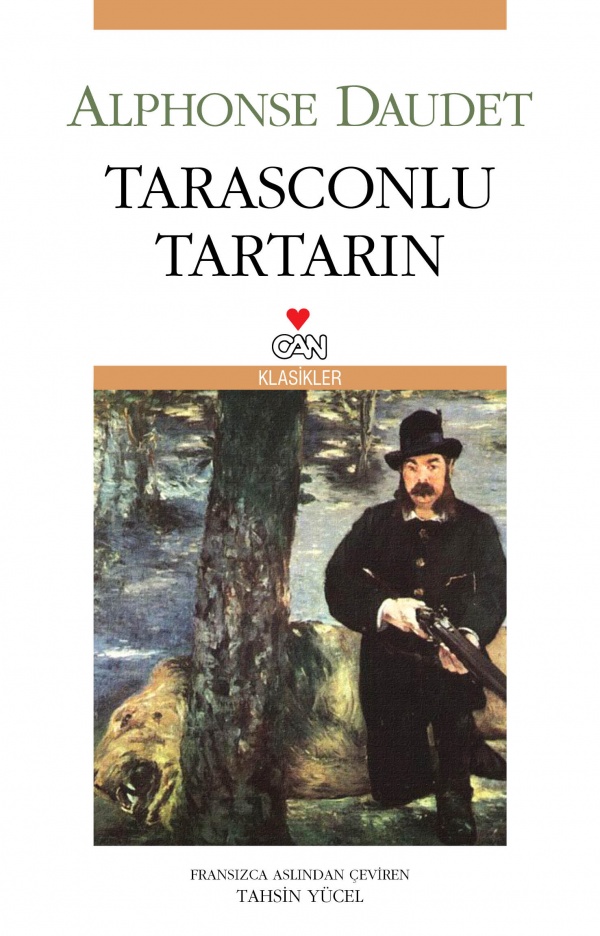 ALPHONSE DAUDET
TARASCONLU
TARTARIN
CAN
KLASİKLER
FRANSIZCA ASLINDAN ÇEVİREN
TAHSİN YÜCEL